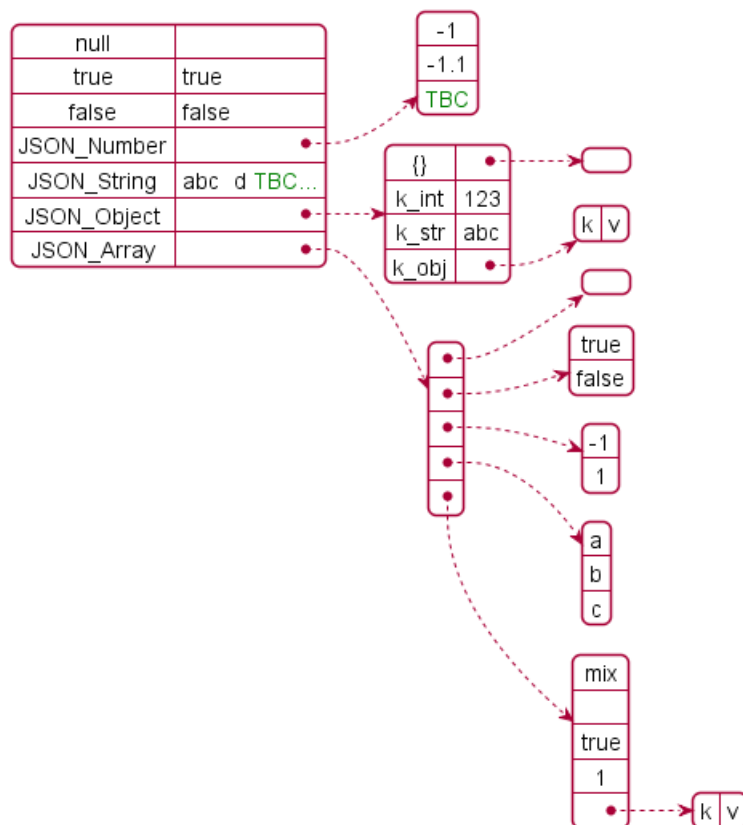 null
true true
false false
JSON_Number
JSON_String abc d TBC...
JSON_Object
JSON_Array
-1
-1.1
TBC
{}
k_int 123
k_str abc
k_obj
k v
true
false
-1
1
a
b
c
mix
true
1
k v